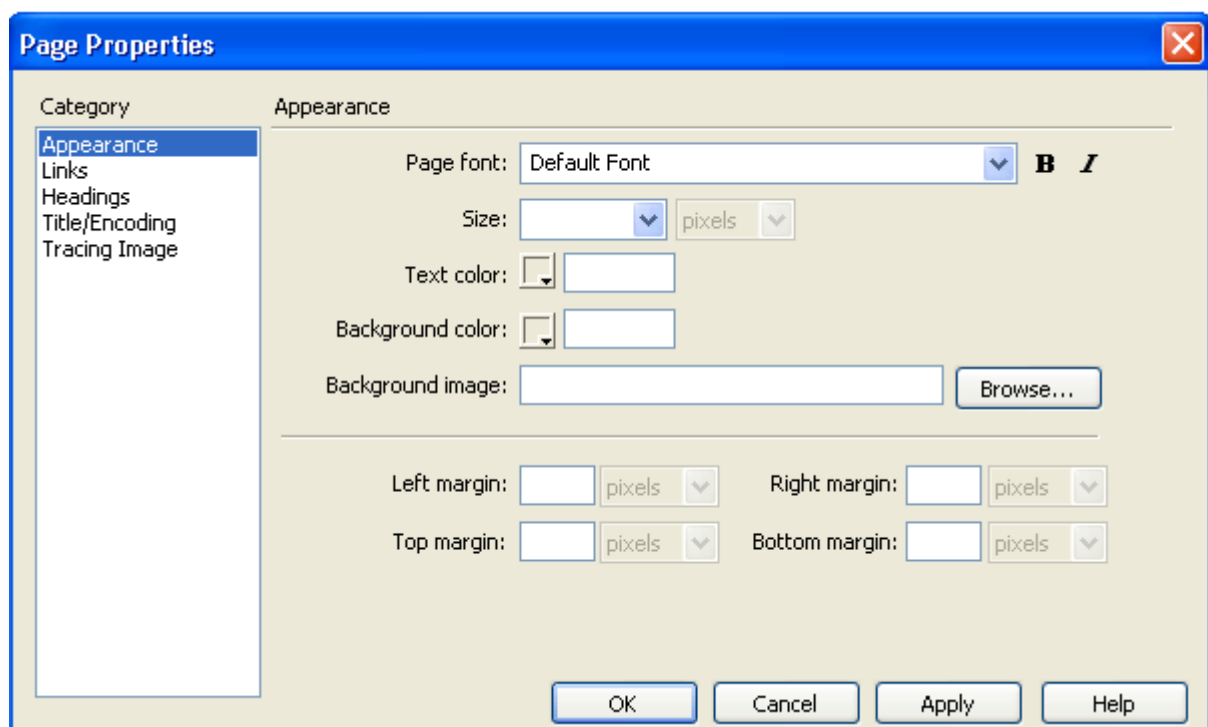 Page Properties
Category
Appearance
Links
Headings
Title/Encoding
Tracing Image
Appearance
Page font: Default Font B I
Size: pixels
Text color:
Background color:
Background image: Browse...
Left margin: pixels Right margin: pixels
Top margin: pixels Bottom margin: pixels
OK Cancel Apply Help